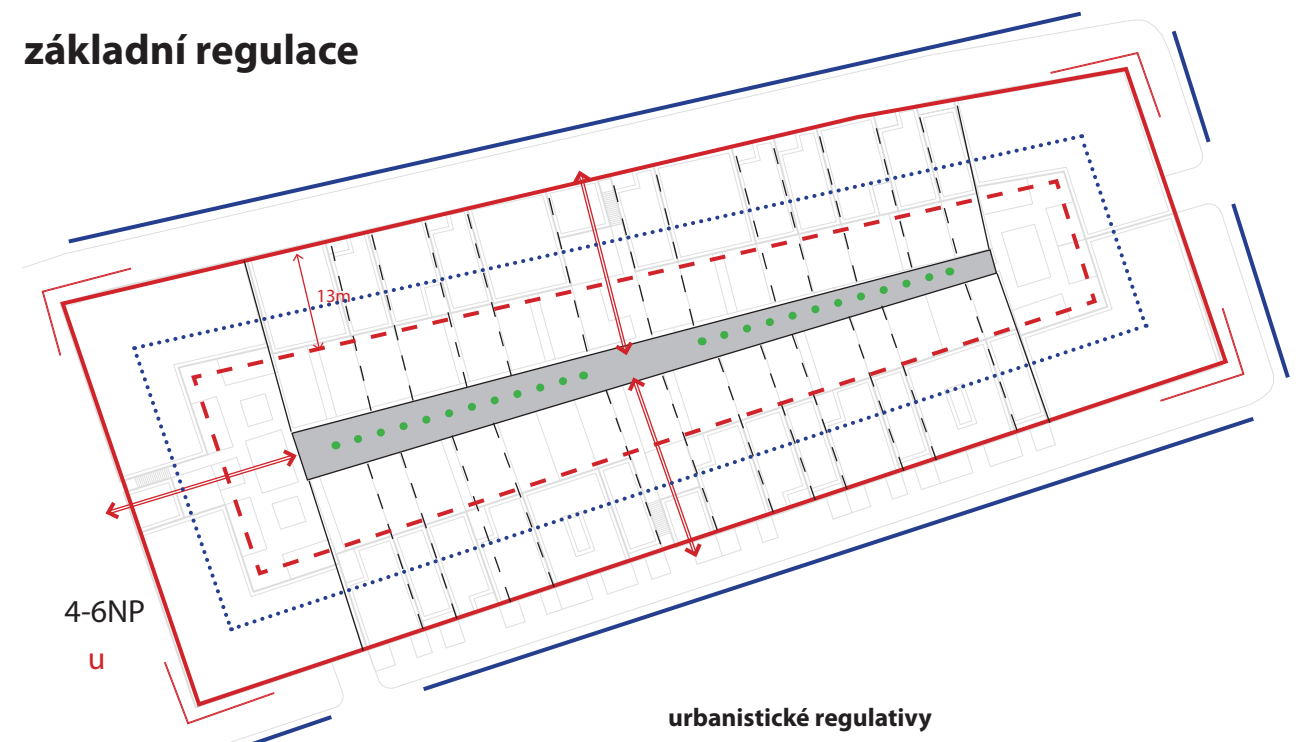 základní regulace
13m
4-6NP
u
urbanistické regulativy